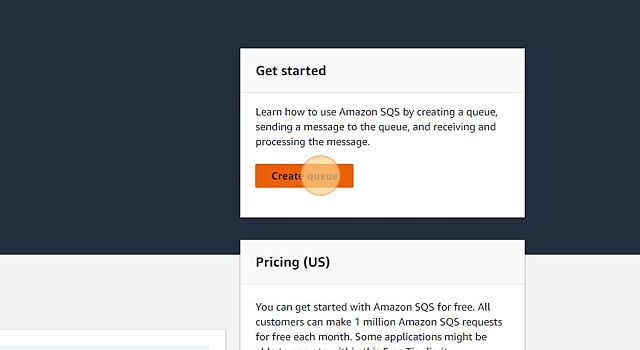 Get started
Learn how to use Amazon SQS by creating a queue,
sending a message to the queue, and receiving and
processing the message.
Create queue
Pricing (US)
You can get started with Amazon SQS for free. All
customers can make 1 million Amazon SQS requests
for free each month. Some applications might be